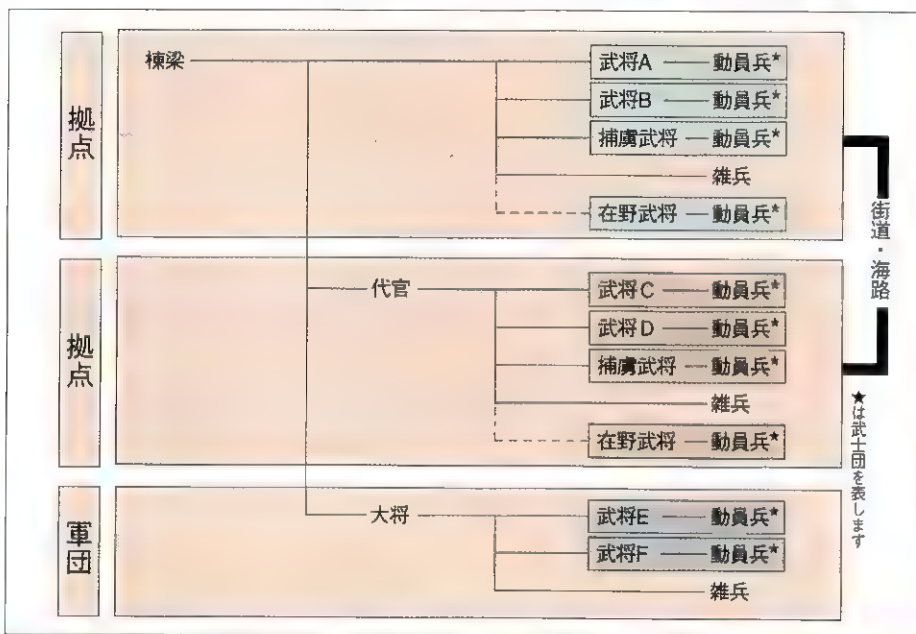 拠点
棟梁
武将A 動員兵★
武将B 動員兵★
捕虜武将 動員兵★
雑兵
在野武将 動員兵★
拠点
代官
武将C 動員兵★
武将D 動員兵★
捕虜武将 動員兵★
雑兵
在野武将 動員兵★
軍団
大将
武将E 動員兵★
武将F 動員兵★
雑兵
街道・海路
★は武士団を表します